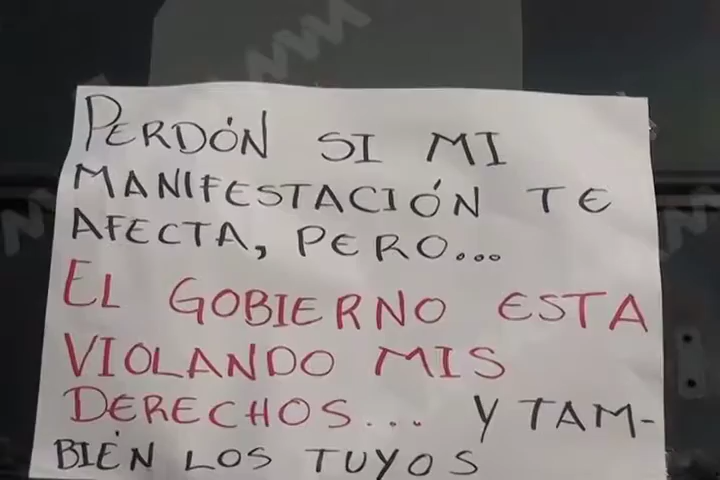 PERDÓN SI MI
MANIFESTACIÓN TE
AFECTA, PERO...
EL GOBIERNO ESTA
VIOLANDO MIS
DERECHOS... Y TAM-
BIÉN LOS TUYOS